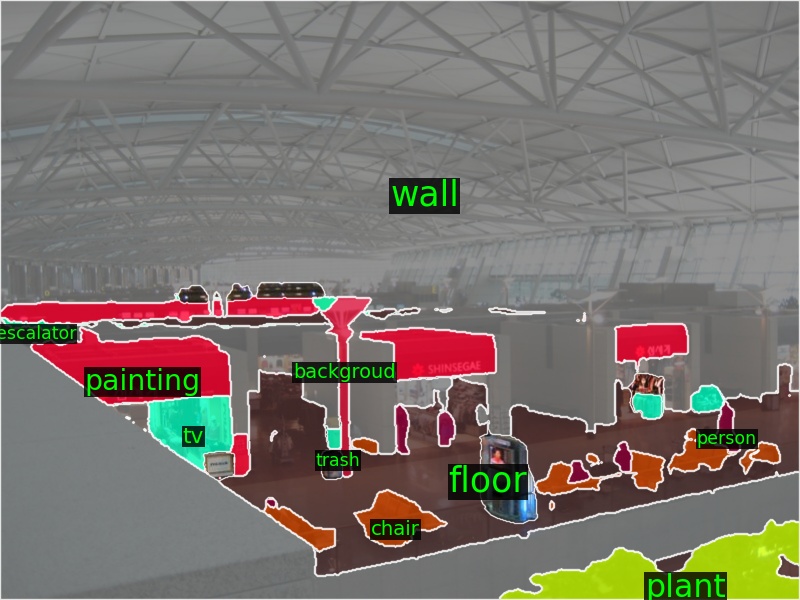 wall
escalator
backgroud
SHINSEGAE
painting
tv
person
trash
floor
chair
plant